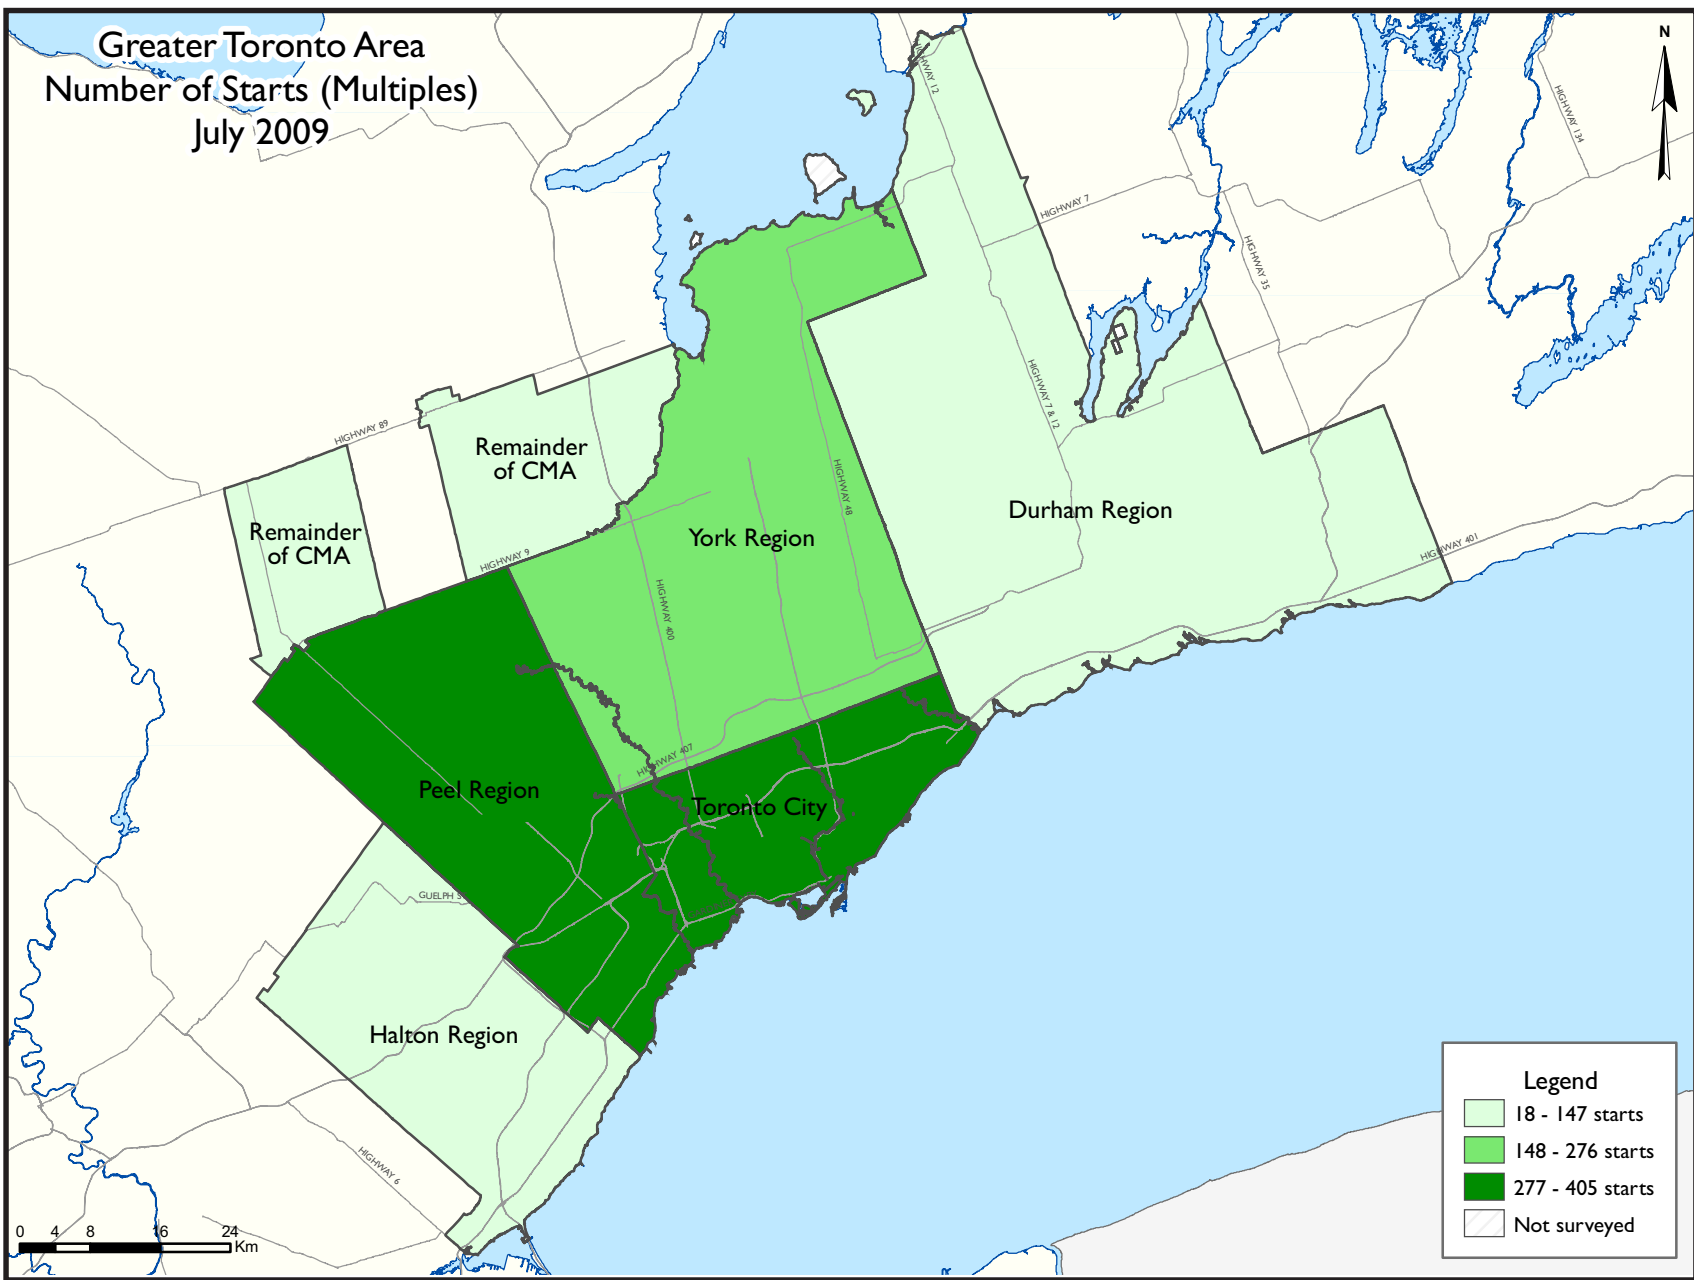 Greater Toronto Area
Number of Starts (Multiples)
July 2009
N
HIGHWAY 12
HIGHWAY 134
HIGHWAY 7
HIGHWAY 35
HIGHWAY 7 & 12
HIGHWAY 89
Remainder
of CMA
Remainder
of CMA
HIGHWAY 9
HIGHWAY 48
York Region
Durham Region
HIGHWAY 401
HIGHWAY 400
HIGHWAY 407
Peel Region
Toronto City
GUELPH S
Halton Region
HIGHWAY 6
0 4 8 16 24
Km
Legend
18 - 147 starts
148 - 276 starts
277 - 405 starts
Not surveyed